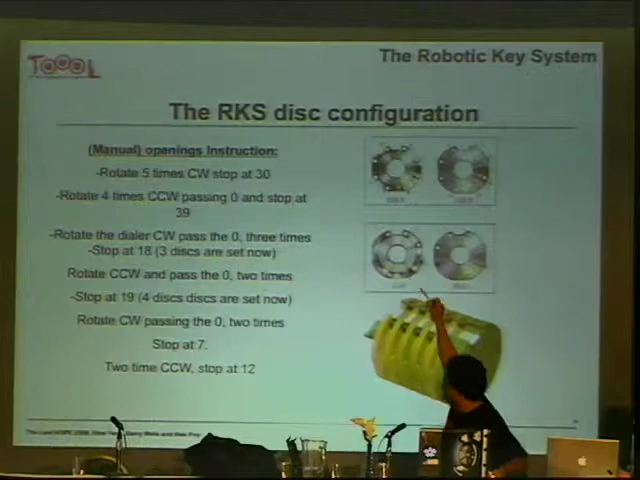 TOOOL
The Robotic Key System
The RKS disc configuration
(Manual) openings Instruction:
-Rotate 5 times CW stop at 30
-Rotate 4 times CCW passing 0 and stop at
39
-Rotate the dialer CW pass the 0, three times
-Stop at 18 (3 discs are set now)
Rotate CCW and pass the 0, two times
-Stop at 19 (4 discs discs are set now)
Rotate CW passing the 0, two times
Stop at 7.
Two time CCW, stop at 12